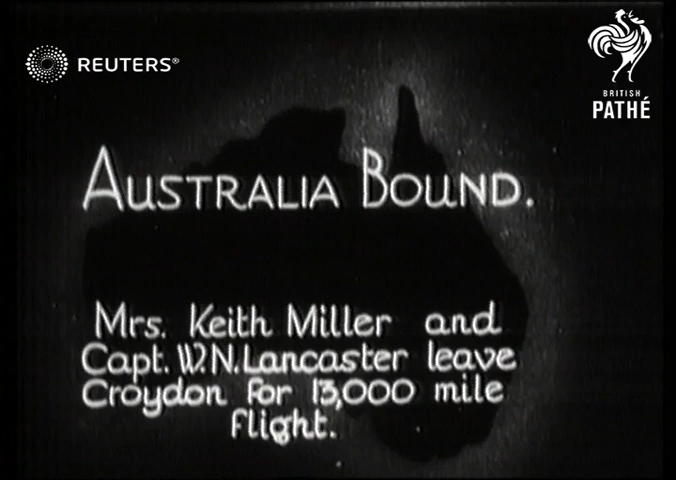 REUTERS®
BRITISH
PATHÉ
AUSTRALIA BOUND.
Mrs. Keith Miller and
Capt. W.N. Lancaster leave
Croydon for 13,000 mile
flight.